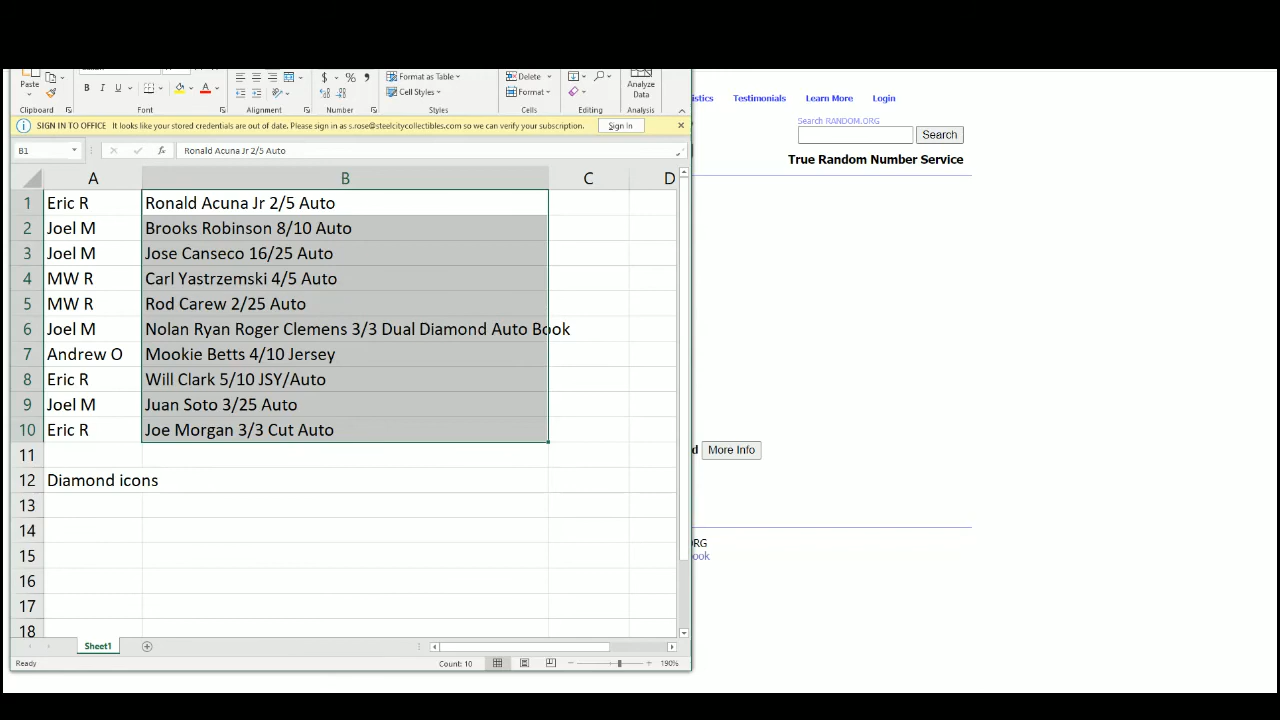 Paste
B I U A
$ % ,
Format as Table
Cell Styles
Delete
Format
Analyze
Data
Clipboard Font Alignment Number Styles Cells Editing Analysis
SIGN IN TO OFFICE It looks like your stored credentials are out of date. Please sign in as s.rose@steelcitycollectibles.com so we can verify your subscription. Sign in
B1 fx Ronald Acuna Jr 2/5 Auto
A B C D
1 Eric R Ronald Acuna Jr 2/5 Auto
2 Joel M Brooks Robinson 8/10 Auto
3 Joel M Jose Canseco 16/25 Auto
4 MW R Carl Yastrzemski 4/5 Auto
5 MW R Rod Carew 2/25 Auto
6 Joel M Nolan Ryan Roger Clemens 3/3 Dual Diamond Auto Book
7 Andrew O Mookie Betts 4/10 Jersey
8 Eric R Will Clark 5/10 JSY/Auto
9 Joel M Juan Soto 3/25 Auto
10 Eric R Joe Morgan 3/3 Cut Auto
11
12 Diamond icons
13
14
15
16
17
18
Sheet1
Ready Count: 10 190%
istics Testimonials Learn More Login
Search RANDOM.ORG
Search
True Random Number Service
d More Info
ORG
ook